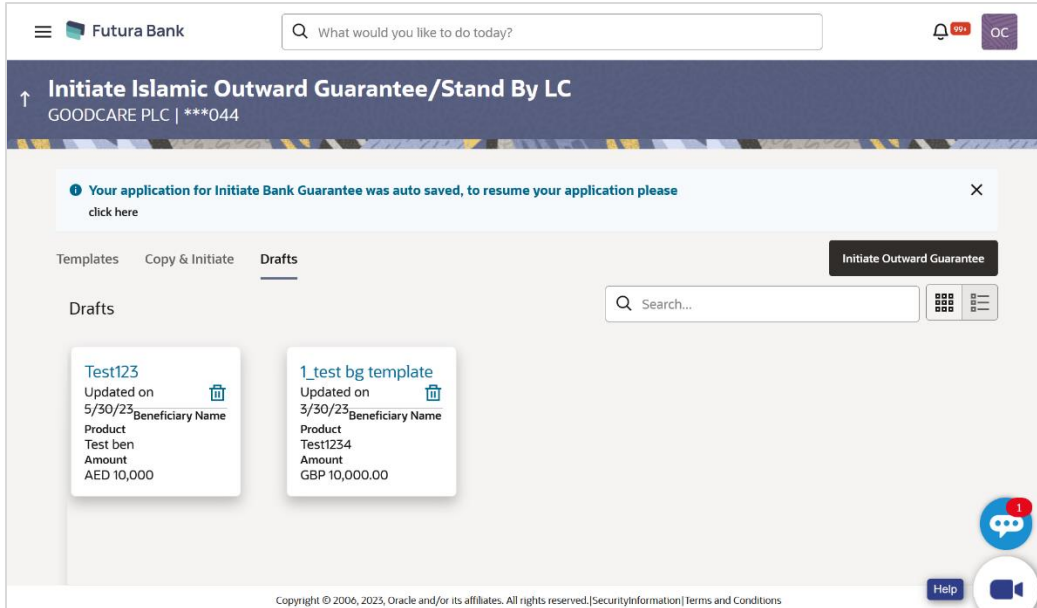 Futura Bank
What would you like to do today?
99+
OC
Initiate Islamic Outward Guarantee/Stand By LC
GOODCARE PLC | ***044
Your application for Initiate Bank Guarantee was auto saved, to resume your application please
click here
Templates Copy & Initiate Drafts
Initiate Outward Guarantee
Drafts
Search...
Test123
Updated on
5/30/23 Beneficiary Name
Product
Test ben
Amount
AED 10,000
1_test bg template
Updated on
3/30/23 Beneficiary Name
Product
Test1234
Amount
GBP 10,000.00
1
Help
Copyright © 2006, 2023, Oracle and/or its affiliates. All rights reserved.|SecurityInformation|Terms and Conditions